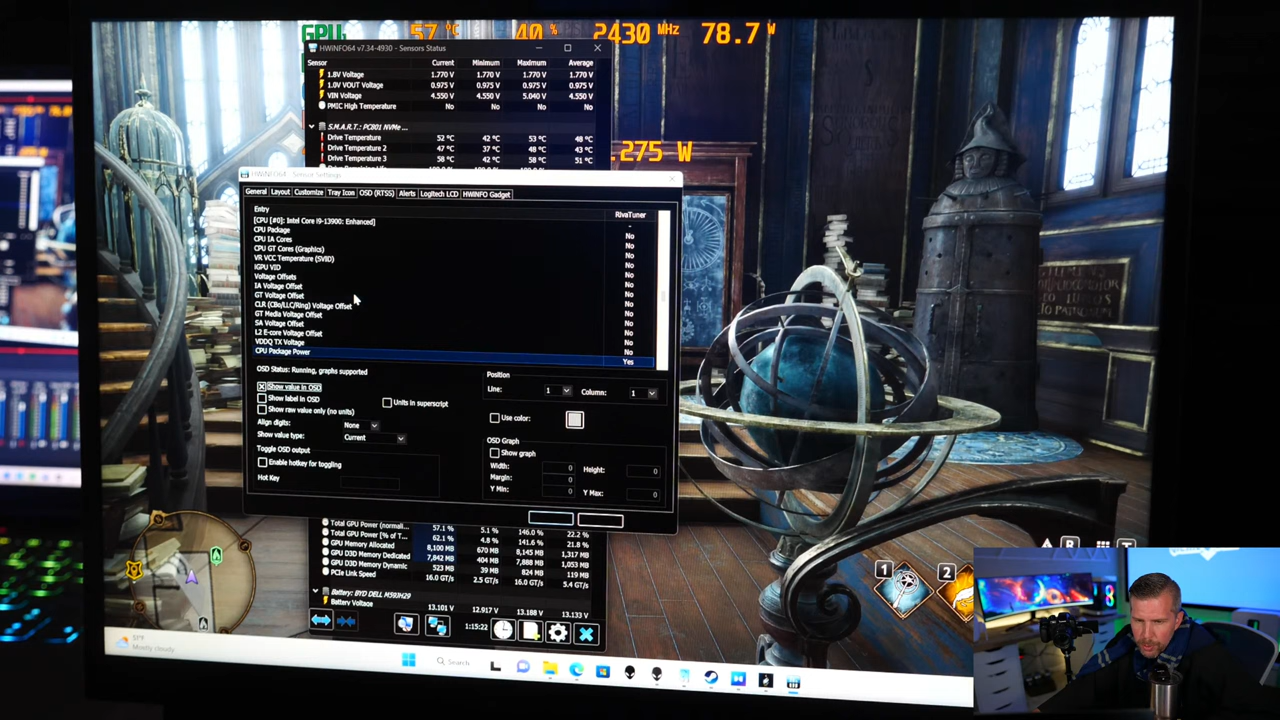 GPU 57 °C 40 % 2430 MHz 78.7 W
HWiNFO64 v7.34-4930 - Sensors Status
Sensor Current Minimum Maximum Average
1.8V Voltage 1.770 V 1.770 V 1.770 V 1.770 V
1.0V VOUT Voltage 0.975 V 0.975 V 0.975 V 0.975 V
VIN Voltage 4.550 V 4.550 V 5.040 V 4.550 V
PMIC High Temperature No No No No
S.M.A.R.T.: PC801 NVMe ...
Drive Temperature 52 °C 42 °C 53 °C 48 °C
Drive Temperature 2 47 °C 37 °C 48 °C 43 °C
Drive Temperature 3 58 °C 42 °C 58 °C 51 °C
.275 W
HWiNFO64 - Sensor Settings
General Layout Customize Tray Icon OSD (RTSS) Alerts Logitech LCD HWiNFO Gadget
Entry RivaTuner
[CPU [#0]: Intel Core i9-13900: Enhanced] -
CPU Package No
CPU IA Cores No
CPU GT Cores (Graphics) No
VR VCC Temperature (SVID) No
iGPU VID No
Voltage Offsets No
IA Voltage Offset No
GT Voltage Offset No
CLR (CBo/LLC/Ring) Voltage Offset No
GT Media Voltage Offset No
SA Voltage Offset No
L2 E-core Voltage Offset No
VDDQ TX Voltage No
CPU Package Power Yes
OSD Status: Running, graphs supported
Show value in OSD
Show label in OSD
Show raw value only (no units)
Units in superscript
Align digits: None
Show value type: Current
Toggle OSD output
Enable hotkey for toggling
Hot Key
Position
Line: 1 Column: 1
Use color:
OSD Graph
Show graph
Width: 0 Height: 0
Margin: 0
Y Min: 0 Y Max: 0
Total GPU Power (normali... 57.1 % 5.1 % 146.0 % 22.2 %
Total GPU Power [% of T... 62.1 % 4.8 % 141.6 % 21.8 %
GPU Memory Allocated 8,100 MB 670 MB 8,145 MB 1,317 MB
GPU D3D Memory Dedicated 7,842 MB 404 MB 7,888 MB 1,053 MB
GPU D3D Memory Dynamic 523 MB 39 MB 824 MB 119 MB
PCIe Link Speed 16.0 GT/s 2.5 GT/s 16.0 GT/s 5.4 GT/s
Battery: BYD DELL M59JH29
Battery Voltage 13.101 V 12.917 V 13.188 V 13.133 V
1:15:22
1 2
R T
Mostly cloudy
Search